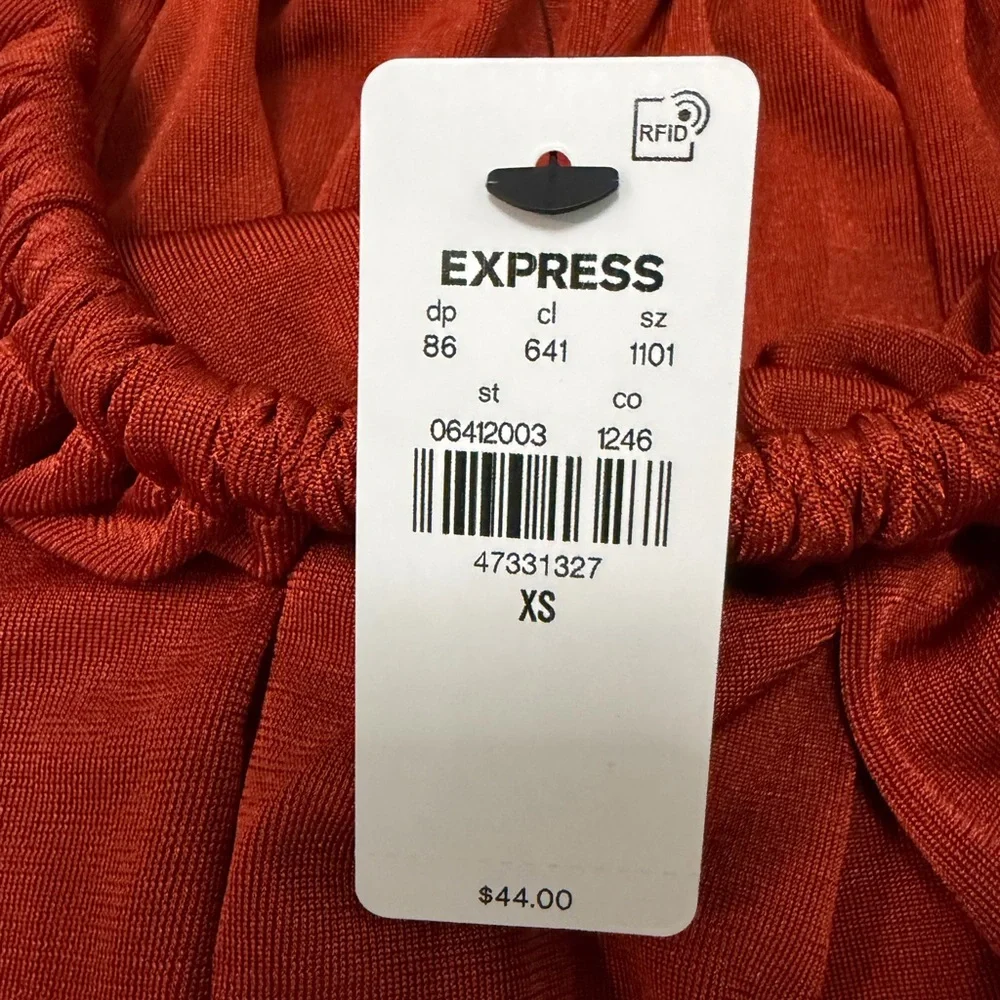 RFID
EXPRESS
dp cl sz
86 641 1101
st co
06412003 1246
47331327
XS
$44.00